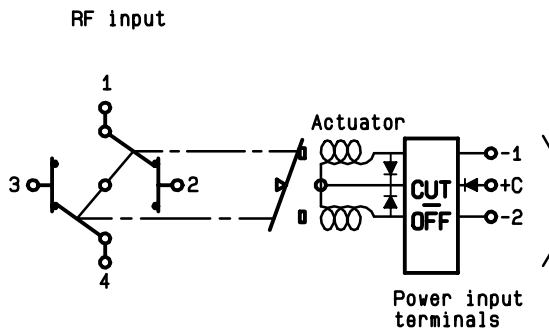 RF input
1
Actuator
3
2
4
CUT
OFF
-1
+C
-2
Power input
terminals